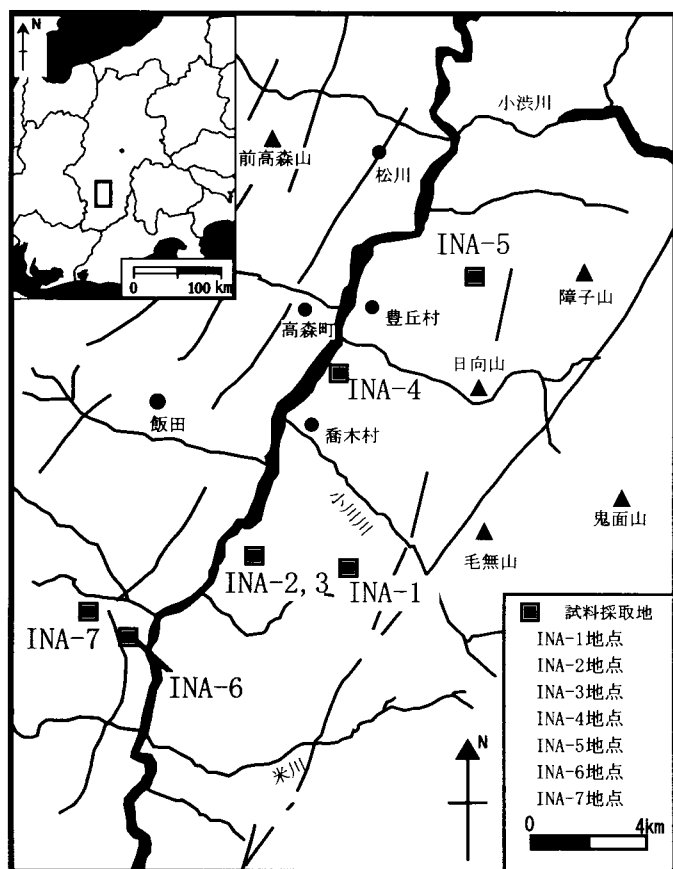 N
0
100 km
小渋川
前高森山
松川
INA-5
障子山
高森町
豊丘村
日向山
INA-4
飯田
喬木村
小川川
鬼面山
毛無山
INA-2,3
INA-1
INA-7
INA-6
米川
N
試料採取地
INA-1地点
INA-2地点
INA-3地点
INA-4地点
INA-5地点
INA-6地点
INA-7地点
0
4km